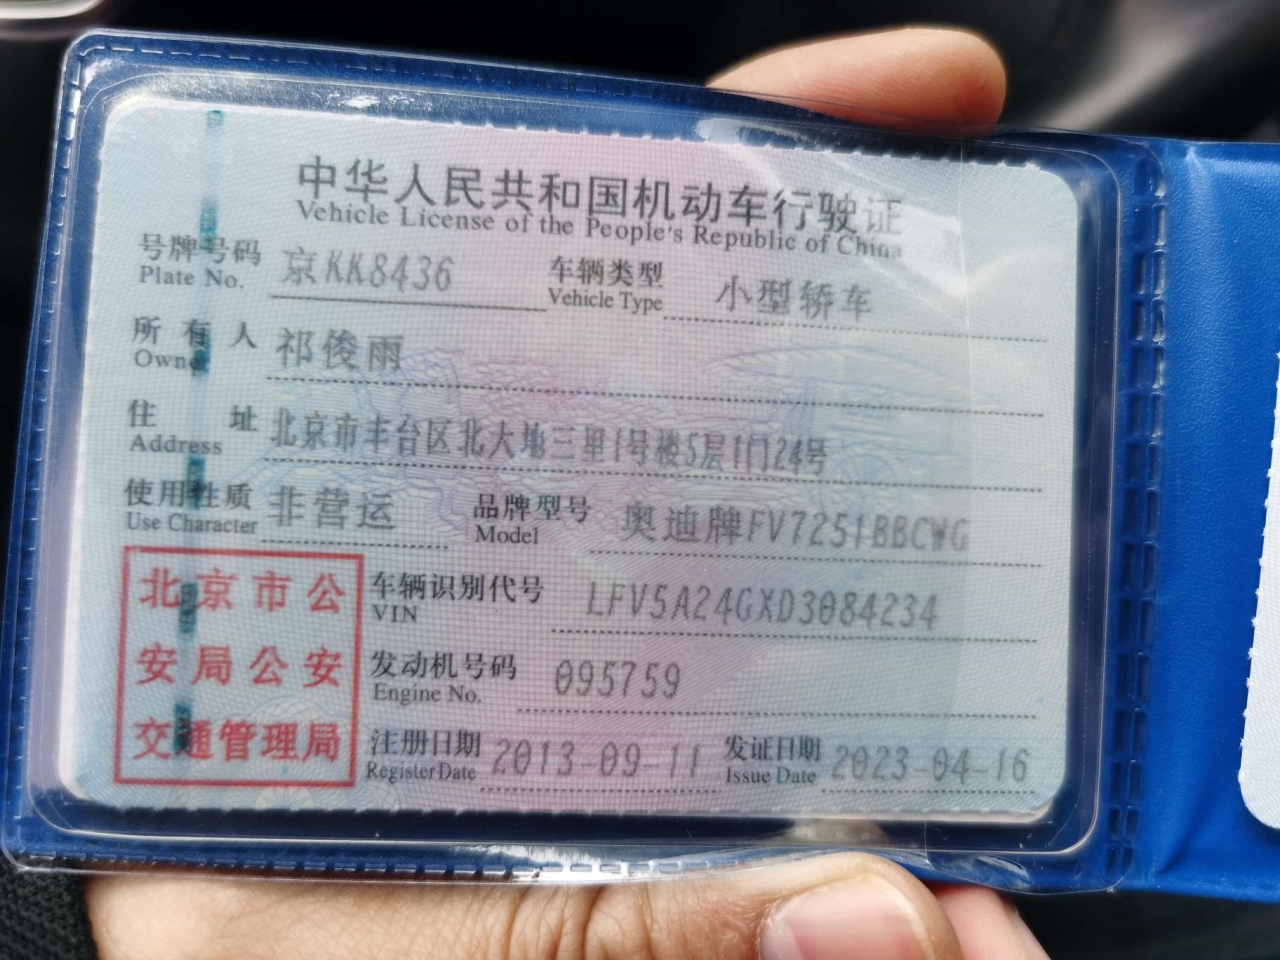 中华人民共和国机动车行驶证
Vehicle License of the People's Republic of China
号牌号码 京KK8436 车辆类型 小型轿车
Plate No. Vehicle Type
所有人 祁俊雨
Owner
住址 北京市丰台区北大地三里1号楼5层1门24号
Address
使用性质 非营运 品牌型号 奥迪牌FV7251BBCWG
Use Character Model
车辆识别代号 LFV5A24GXD3084234
VIN
发动机号码 095759
Engine No.
注册日期 2013-09-11 发证日期 2023-04-16
Register Date Issue Date
北京市公
安局公安
交通管理局